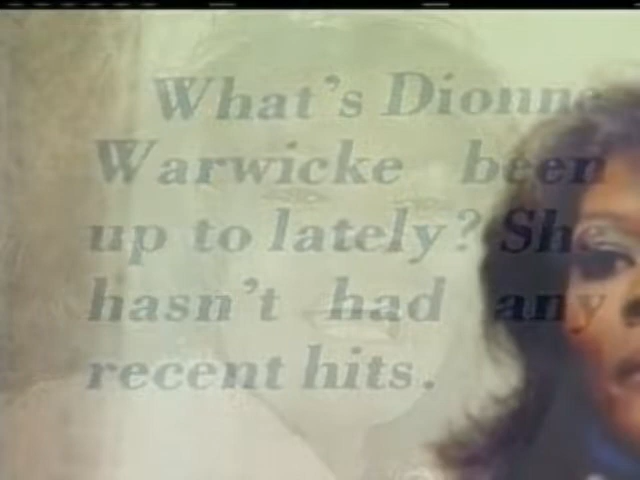 What's Dionne
Warwicke been
up to lately? She
hasn't had any
recent hits.